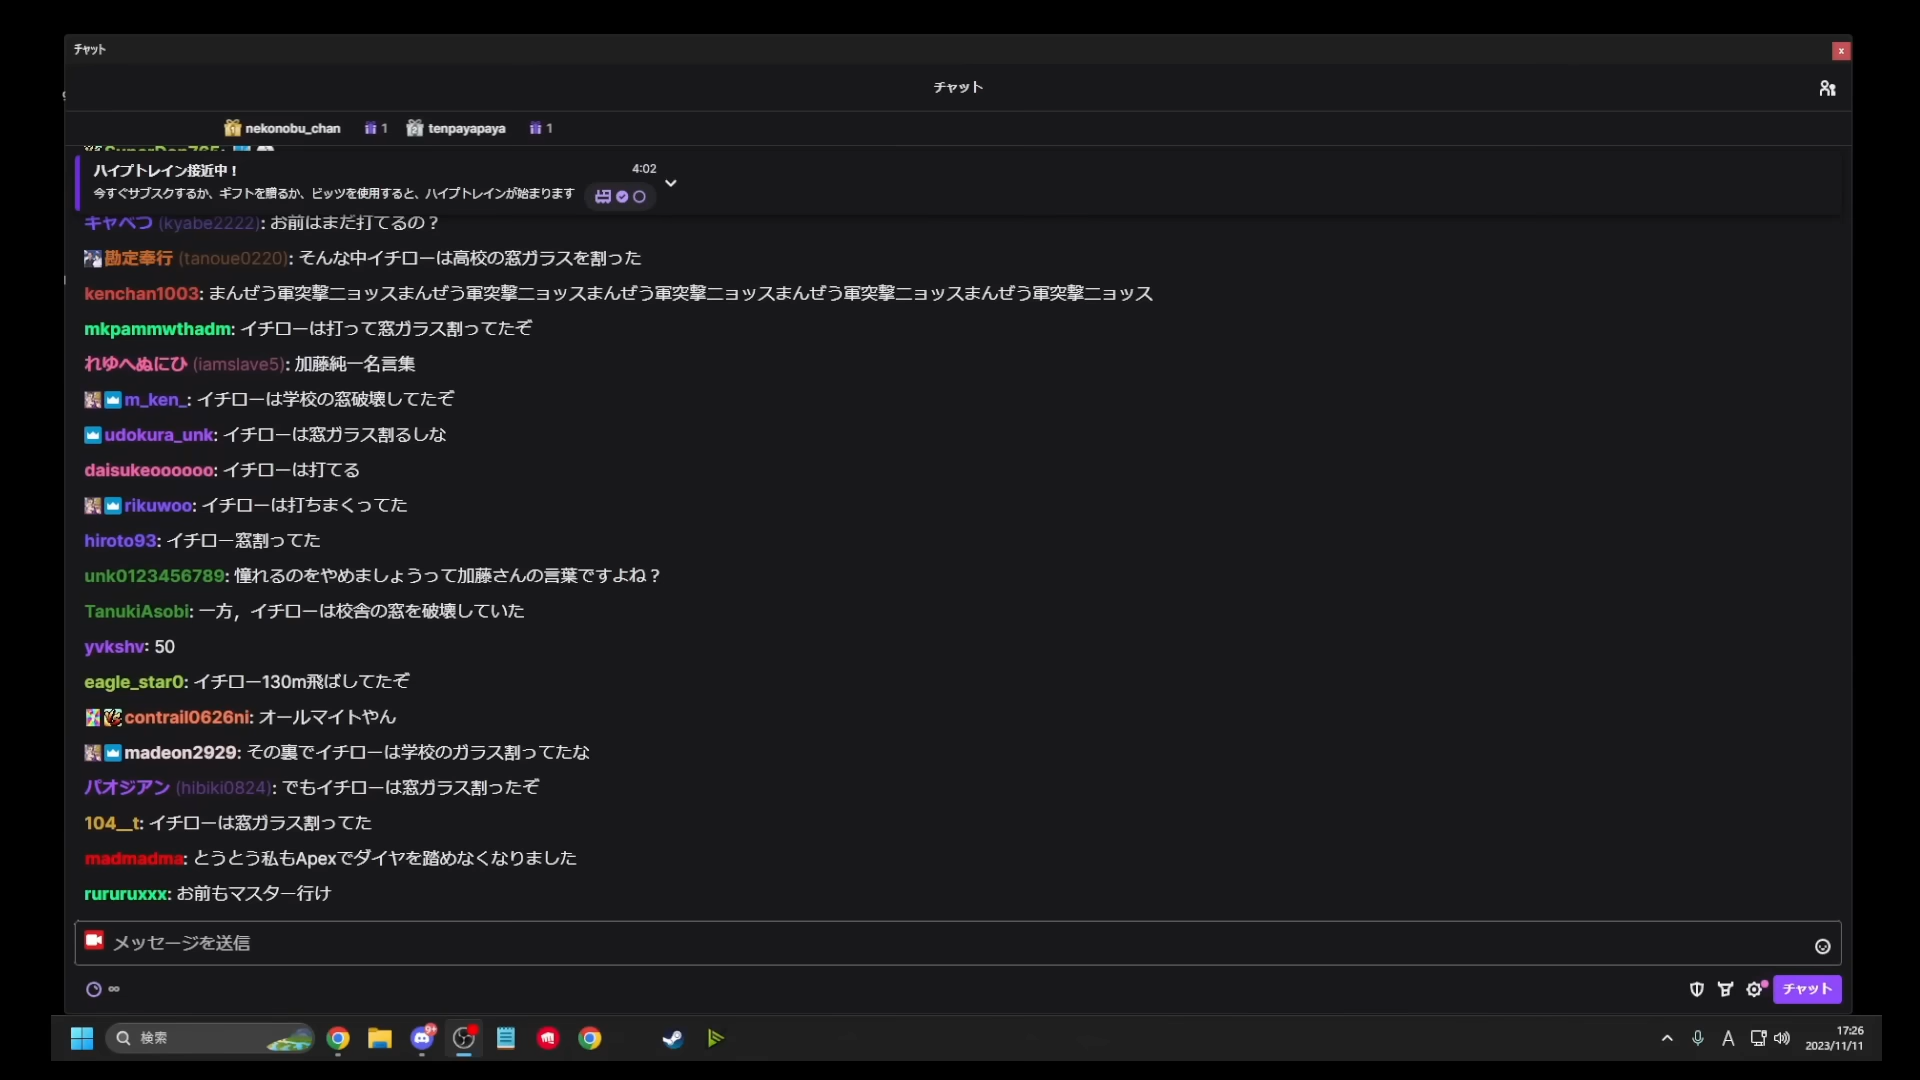 チャット
チャット
nekonobu_chan 1 tenpayapaya 1
ハイプトレイン接近中！ 4:02
今すぐサブスクするか、ギフトを贈るか、ビッツを使用すると、ハイプトレインが始まります
キャベつ (kyabe2222): お前はまだ打てるの？
勘定奉行 (tanoue0220): そんな中イチローは高校の窓ガラスを割った
kenchan1003: まんぜう軍突撃ニョッスまんぜう軍突撃ニョッスまんぜう軍突撃ニョッスまんぜう軍突撃ニョッスまんぜう軍突撃ニョッス
mkpammwthadm: イチローは打って窓ガラス割ってたぞ
れゆへぬにひ (iamslave5): 加藤純一名言集
m_ken_: イチローは学校の窓破壊してたぞ
udokura_unk: イチローは窓ガラス割るしな
daisukeoooooo: イチローは打てる
rikuwoo: イチローは打ちまくってた
hiroto93: イチロー窓割ってた
unk0123456789: 憧れるのをやめましょうって加藤さんの言葉ですよね？
TanukiAsobi: 一方，イチローは校舎の窓を破壊していた
yvkshv: 50
eagle_star0: イチロー130m飛ばしてたぞ
contrail0626ni: オールマイトやん
madeon2929: その裏でイチローは学校のガラス割ってたな
パオジアン (hibiki0824): でもイチローは窓ガラス割ったぞ
104__t: イチローは窓ガラス割ってた
madmadma: とうとう私もApexでダイヤを踏めなくなりました
rururuxxx: お前もマスター行け
メッセージを送信
∞ チャット
検索 9+ A 17:26
2023/11/11